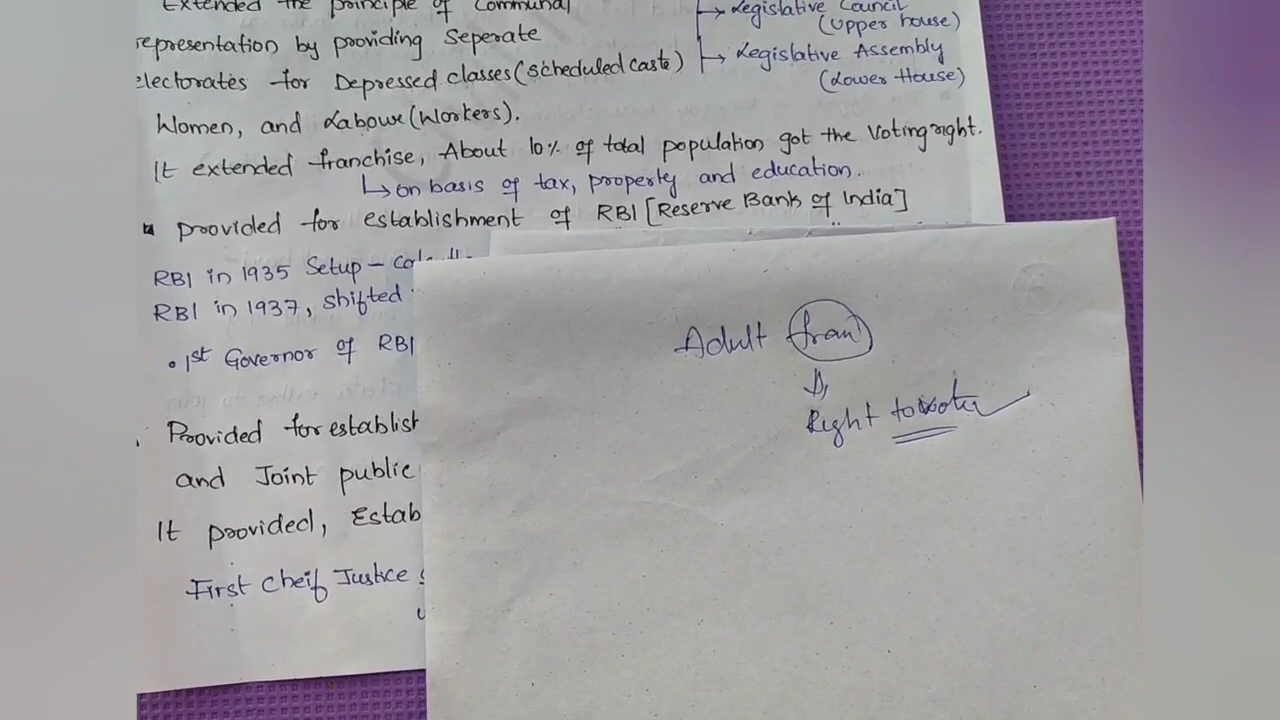 Extended the principle of Communal
representation by providing Seperate
electorates for Depressed classes (Scheduled caste)
Women, and Labour (Workers).
→ Legislative Council
(Upper house)
→ Legislative Assembly
(Lower House)
It extended franchise, About 10% of total population got the Voting right.
↳ on basis of tax, property and education.
provided for establishment of RBI [Reserve Bank of India]
RBI in 1935 Setup -
RBI in 1937, shifted
• 1st Governor of RBI
Provided for establish
and Joint public
It provided, Estab
First Cheif Justice
Adult fran
Right to vote